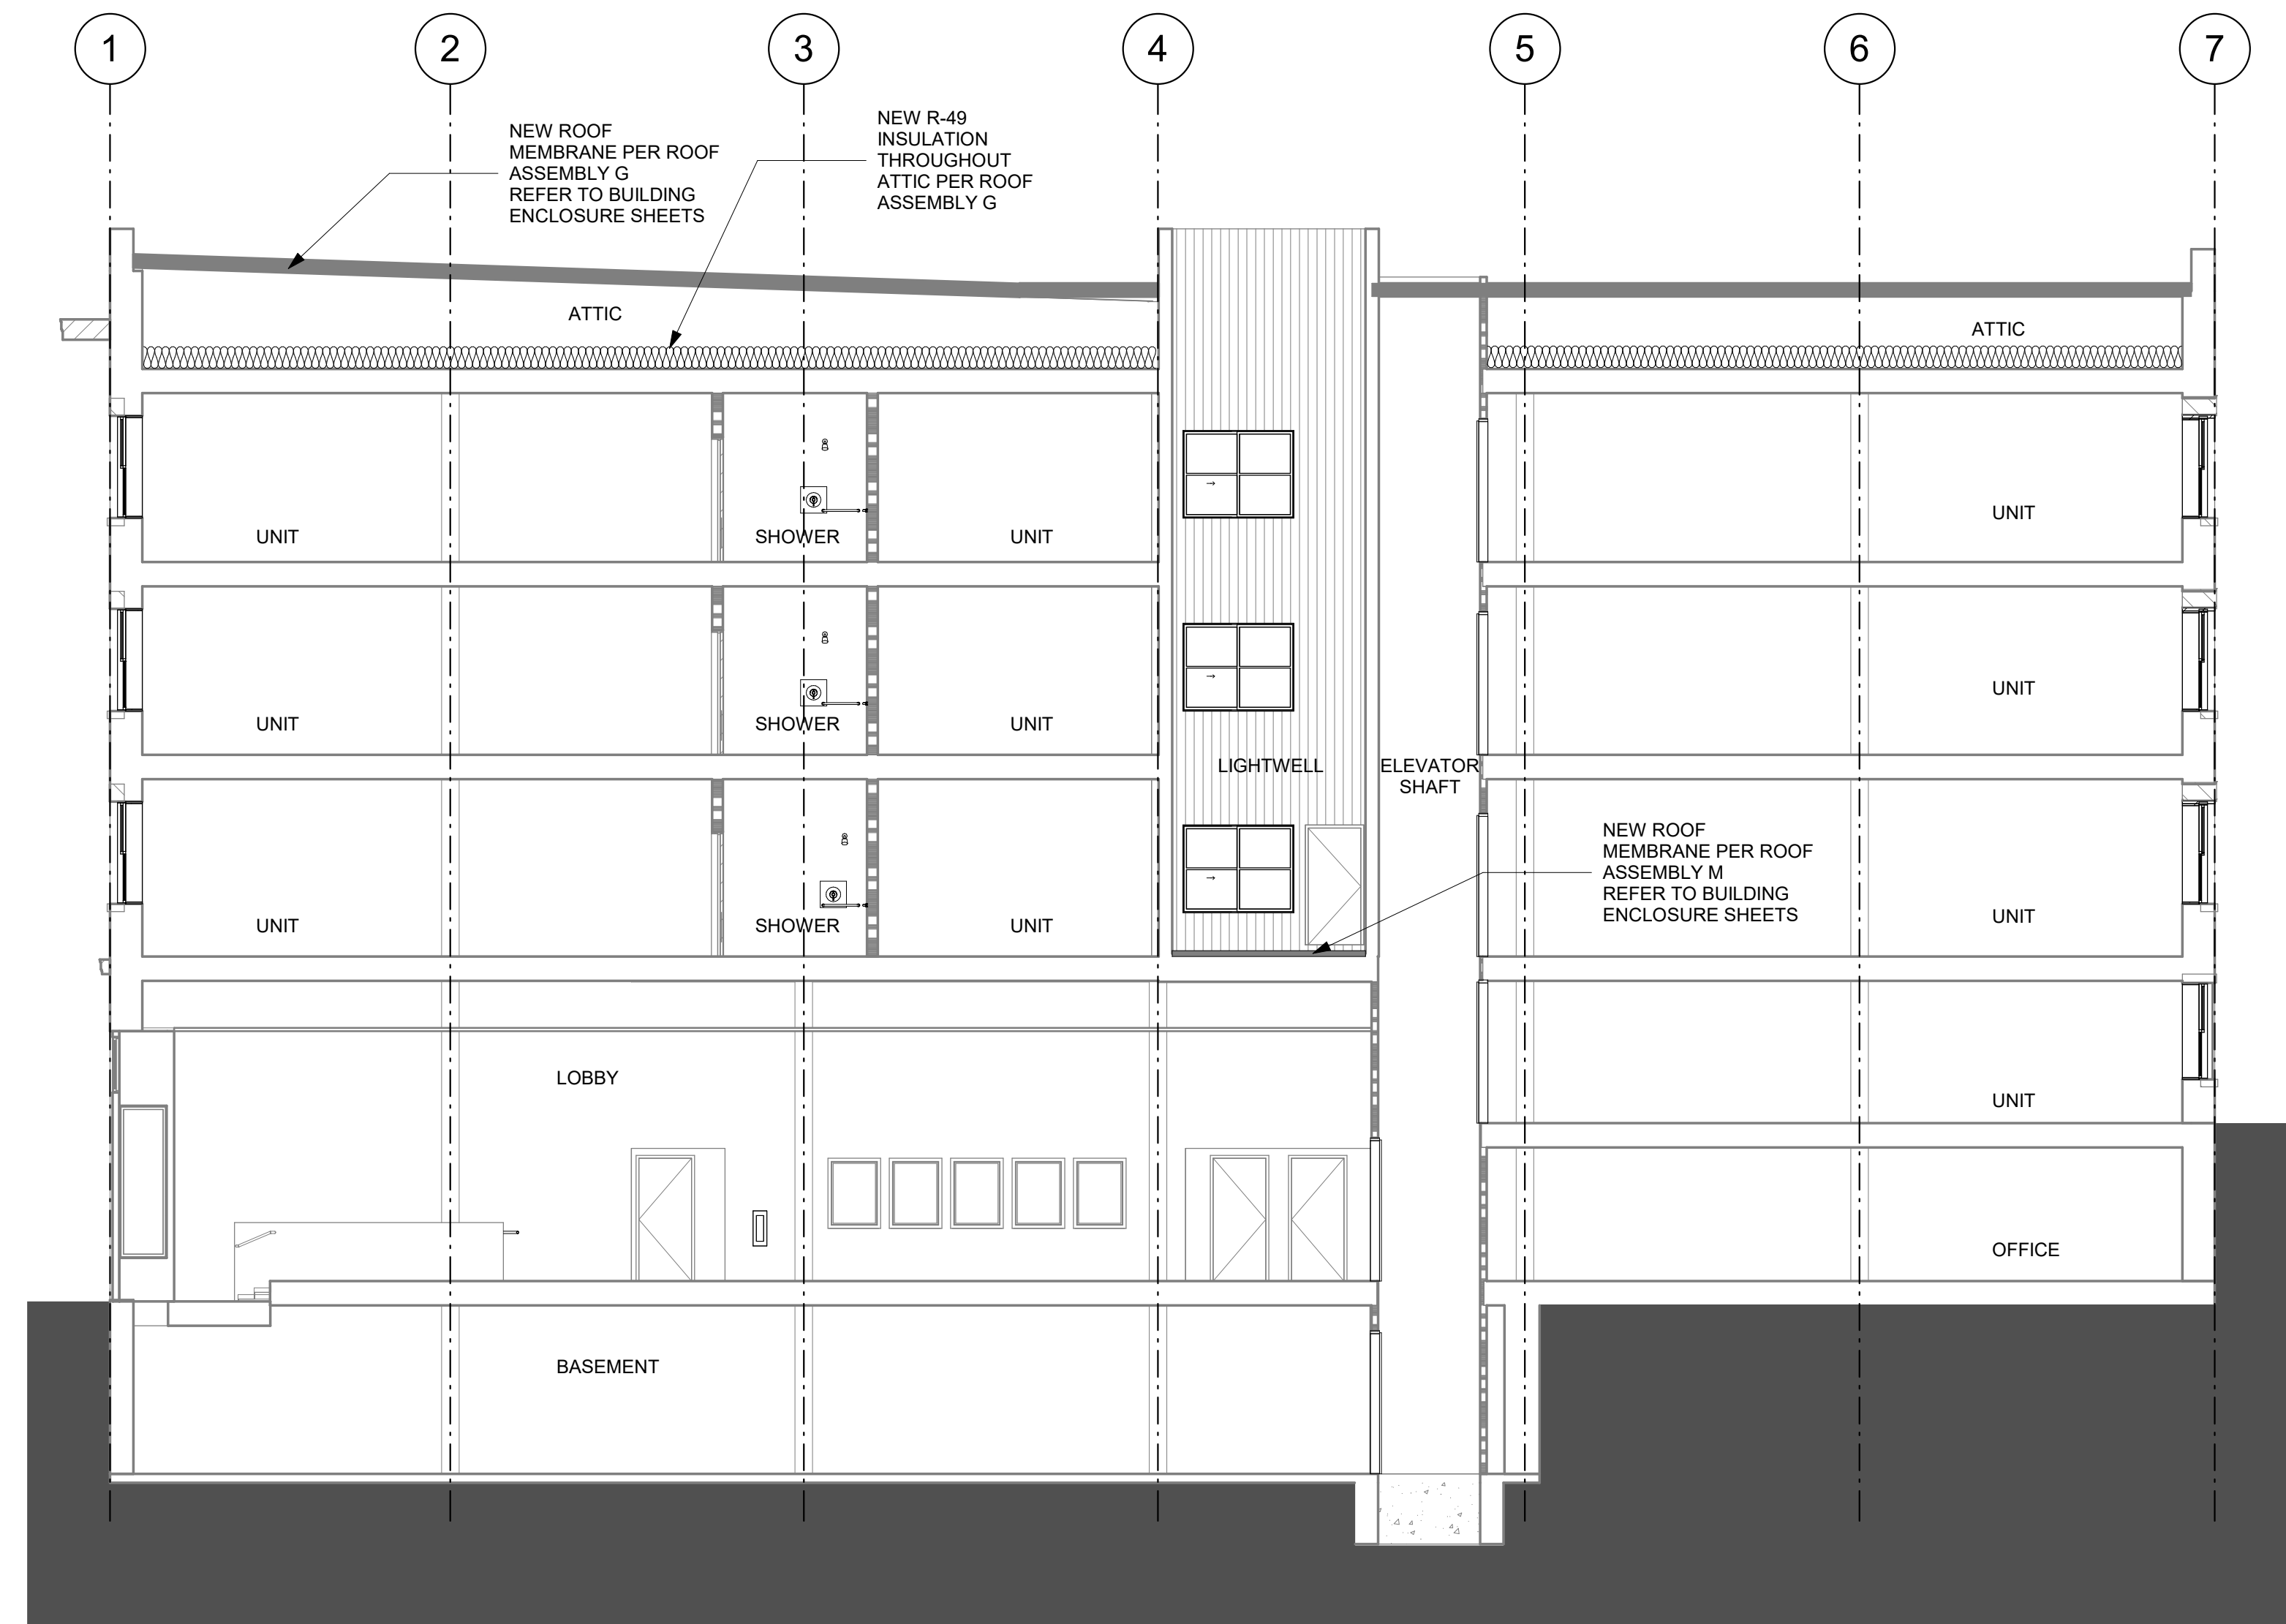 1
2
3
4
5
6
7
NEW ROOF
MEMBRANE PER ROOF
ASSEMBLY G
REFER TO BUILDING
ENCLOSURE SHEETS
NEW R-49
INSULATION
THROUGHOUT
ATTIC PER ROOF
ASSEMBLY G
ATTIC
ATTIC
UNIT
SHOWER
UNIT
UNIT
UNIT
SHOWER
UNIT
UNIT
LIGHTWELL
ELEVATOR
SHAFT
NEW ROOF
MEMBRANE PER ROOF
ASSEMBLY M
REFER TO BUILDING
ENCLOSURE SHEETS
UNIT
SHOWER
UNIT
UNIT
LOBBY
UNIT
OFFICE
BASEMENT